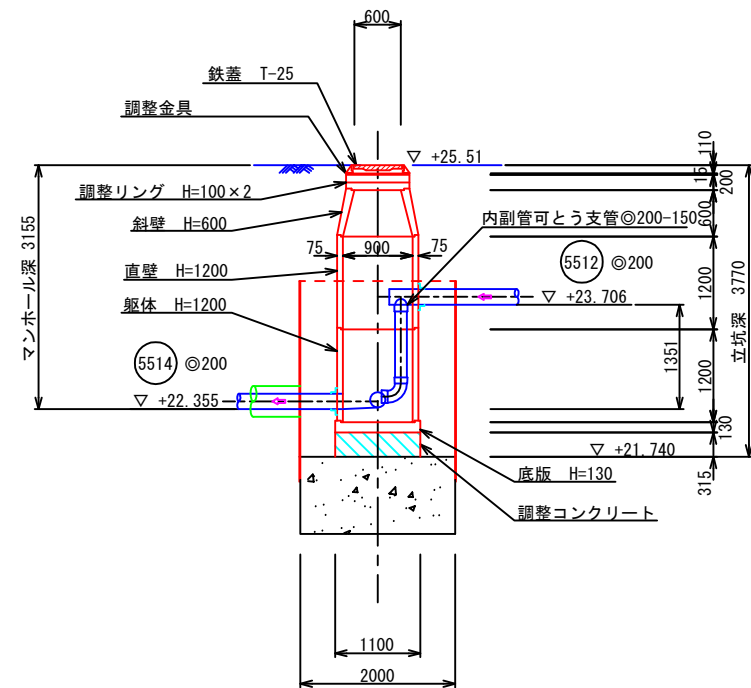 600
鉄蓋 T-25
調整金具
▽ +25.51
110
15
200
調整リング H=100×2
斜壁 H=600
内副管可とう支管◎200-150
600
75
900
75
直壁 H=1200
5512 ◎200
▽ +23.706
1200
躯体 H=1200
マンホール深 3155
立坑深 3770
1351
5514 ◎200
1200
▽ +22.355
130
▽ +21.740
底版 H=130
315
調整コンクリート
1100
2000